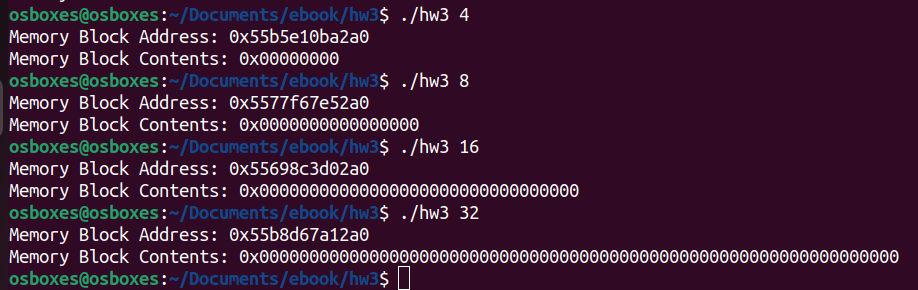 osboxes@osboxes:~/Documents/ebook/hw3$ ./hw3 4
Memory Block Address: 0x55b5e10ba2a0
Memory Block Contents: 0x00000000
osboxes@osboxes:~/Documents/ebook/hw3$ ./hw3 8
Memory Block Address: 0x5577f67e52a0
Memory Block Contents: 0x0000000000000000
osboxes@osboxes:~/Documents/ebook/hw3$ ./hw3 16
Memory Block Address: 0x55698c3d02a0
Memory Block Contents: 0x00000000000000000000000000000000
osboxes@osboxes:~/Documents/ebook/hw3$ ./hw3 32
Memory Block Address: 0x55b8d67a12a0
Memory Block Contents: 0x0000000000000000000000000000000000000000000000000000000000000000
osboxes@osboxes:~/Documents/ebook/hw3$